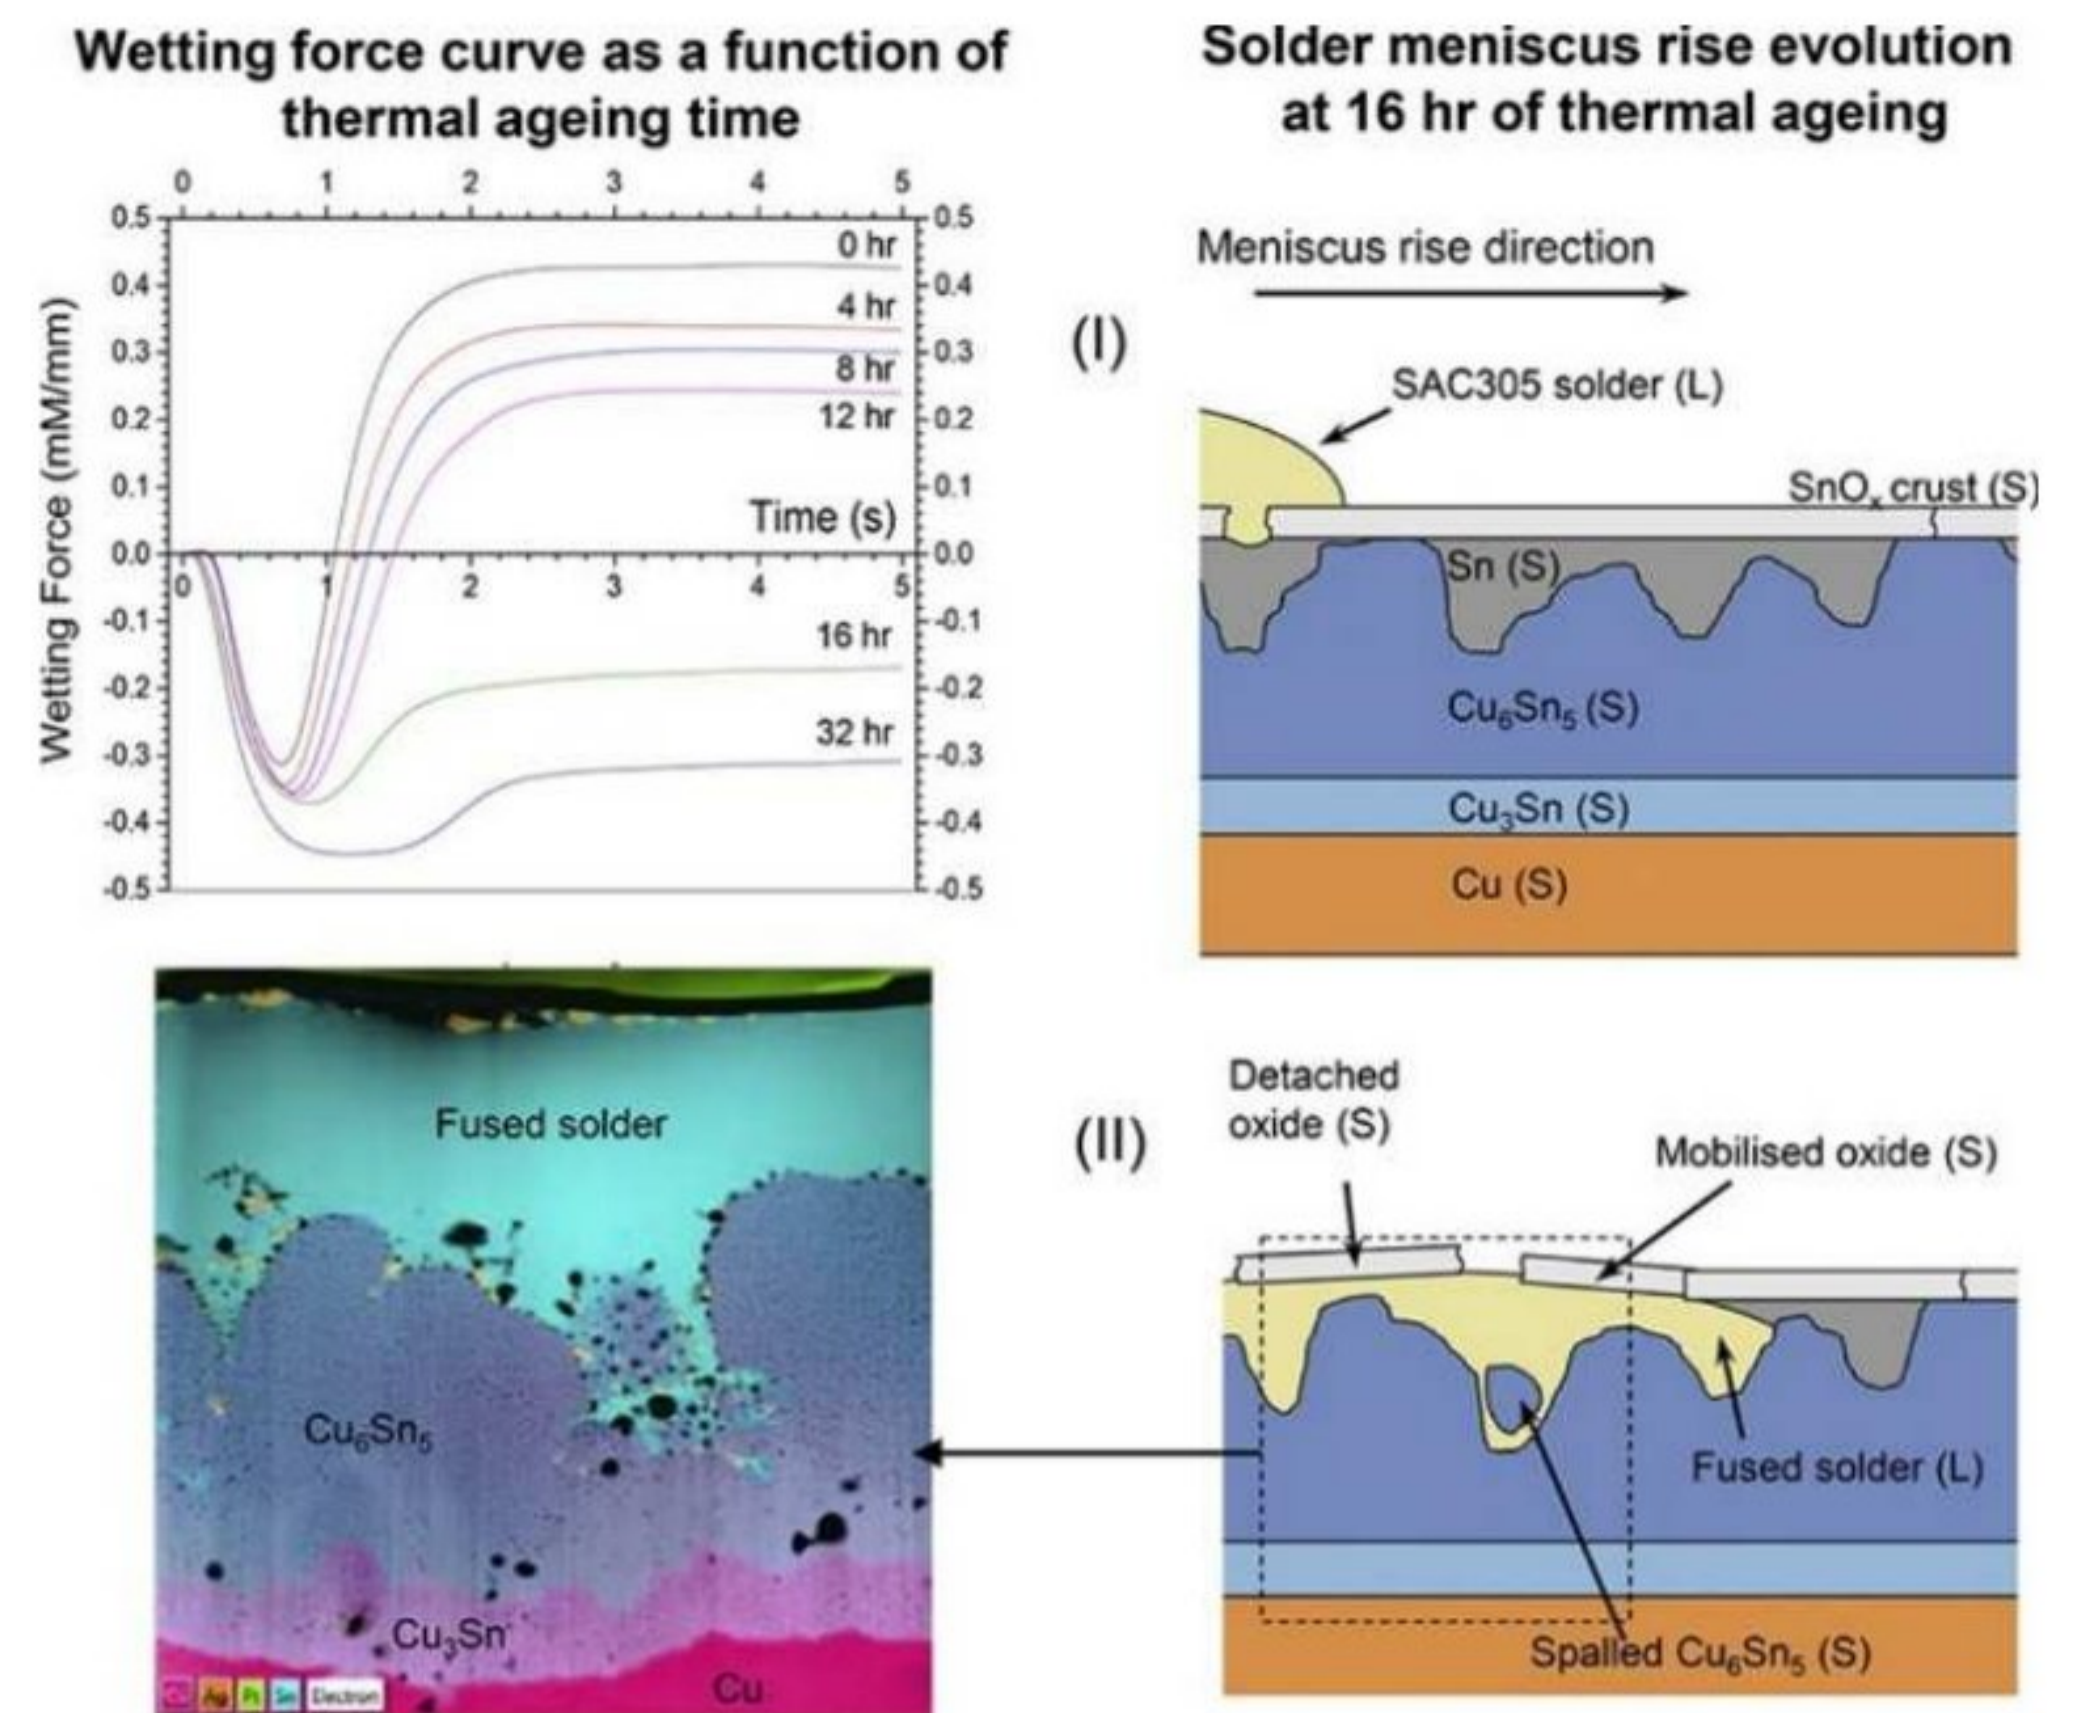 Wetting force curve as a function of
thermal ageing time
0 1 2 3 4 5
0.5 0.5
0 hr
0.4 0.4
4 hr
0.3 0.3
8 hr
0.2 0.2
12 hr
0.1 0.1
Time (s)
0.0 0.0
0 1 2 3 4 5
-0.1 -0.1
16 hr
-0.2 -0.2
32 hr
-0.3 -0.3
-0.4 -0.4
-0.5 -0.5
Wetting Force (mM/mm)
Solder meniscus rise evolution
at 16 hr of thermal ageing
Meniscus rise direction
(I)
SAC305 solder (L)
SnOₓ crust (S)
Sn (S)
Cu₆Sn₅ (S)
Cu₃Sn (S)
Cu (S)
Fused solder
Cu₆Sn₅
Cu₃Sn
Cu
Cu Ag Pt Sn Electron
(II)
Detached
oxide (S)
Mobilised oxide (S)
Fused solder (L)
Spalled Cu₆Sn₅ (S)